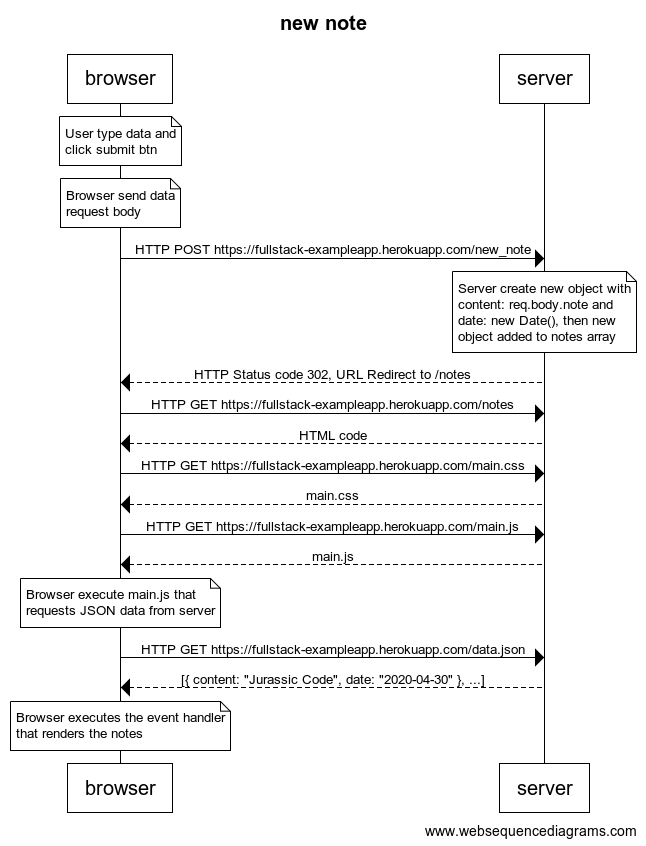 new note
browser
server
User type data and
click submit btn
Browser send data
request body
HTTP POST https://fullstack-exampleapp.herokuapp.com/new_note
Server create new object with
content: req.body.note and
date: new Date(), then new
object added to notes array
HTTP Status code 302, URL Redirect to /notes
HTTP GET https://fullstack-exampleapp.herokuapp.com/notes
HTML code
HTTP GET https://fullstack-exampleapp.herokuapp.com/main.css
main.css
HTTP GET https://fullstack-exampleapp.herokuapp.com/main.js
main.js
Browser execute main.js that
requests JSON data from server
HTTP GET https://fullstack-exampleapp.herokuapp.com/data.json
[{ content: "Jurassic Code", date: "2020-04-30" }, ...]
Browser executes the event handler
that renders the notes
browser
server
www.websequencediagrams.com